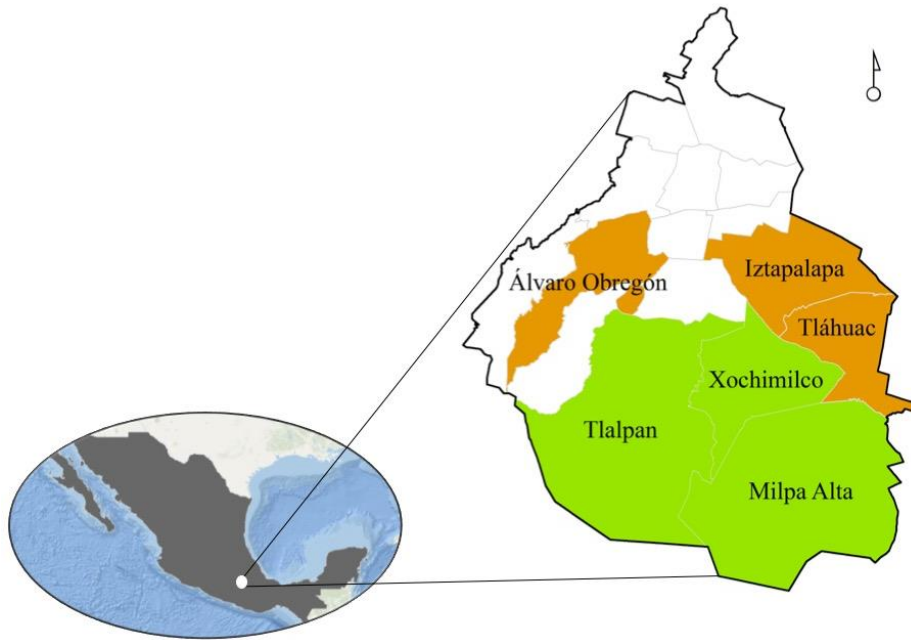 Iztapalapa
Álvaro Obregón
Tláhuac
Xochimilco
Tlalpan
Milpa Alta